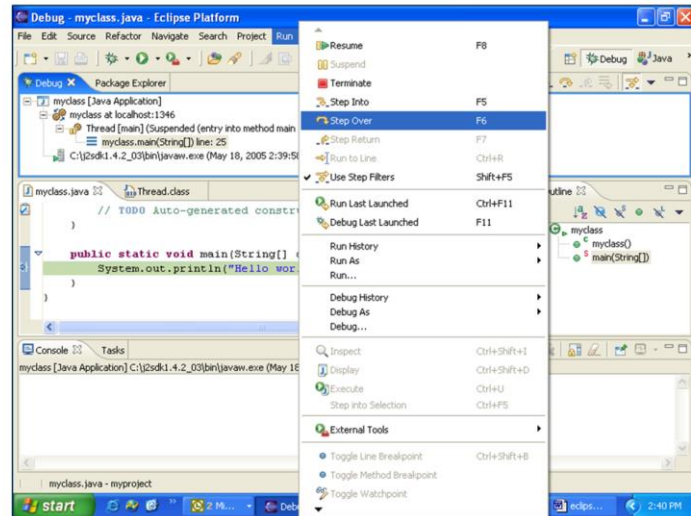 Debug - myclass.java - Eclipse Platform
File Edit Source Refactor Navigate Search Project Run
Debug Java
Debug Package Explorer
myclass [Java Application]
myclass at localhost:1346
Thread [main] (Suspended (entry into method main
myclass.main(String[]) line: 25
C:\j2sdk1.4.2_03\bin\javaw.exe (May 18, 2005 2:39:58
Resume F8
Suspend
Terminate
Step Into F5
Step Over F6
Step Return F7
Run to Line Ctrl+R
Use Step Filters Shift+F5
Run Last Launched Ctrl+F11
Debug Last Launched F11
Run History
Run As
Run...
Debug History
Debug As
Debug...
Inspect Ctrl+Shift+I
Display Ctrl+Shift+D
Execute Ctrl+U
Step into Selection Ctrl+F5
External Tools
Toggle Line Breakpoint Ctrl+Shift+B
Toggle Method Breakpoint
Toggle Watchpoint
myclass.java Thread.class
// TODO Auto-generated constr
}
public static void main(String[]
System.out.println("Hello wor
}
}
utline
myclass
myclass()
main(String[])
Console Tasks
myclass [Java Application] C:\j2sdk1.4.2_03\bin\javaw.exe (May 18
myclass.java - myproject
start 2 Mi... Deb eclips... 2:40 PM